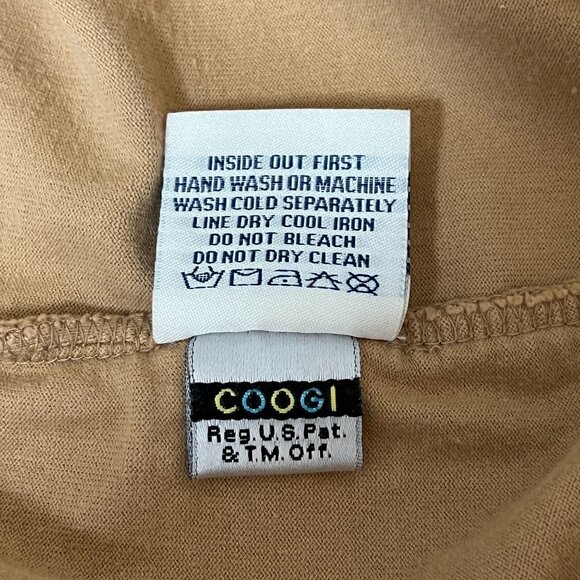 INSIDE OUT FIRST
HAND WASH OR MACHINE
WASH COLD SEPARATELY
LINE DRY COOL IRON
DO NOT BLEACH
DO NOT DRY CLEAN
COOGI
Reg. U.S. Pat.
& T.M. Off.